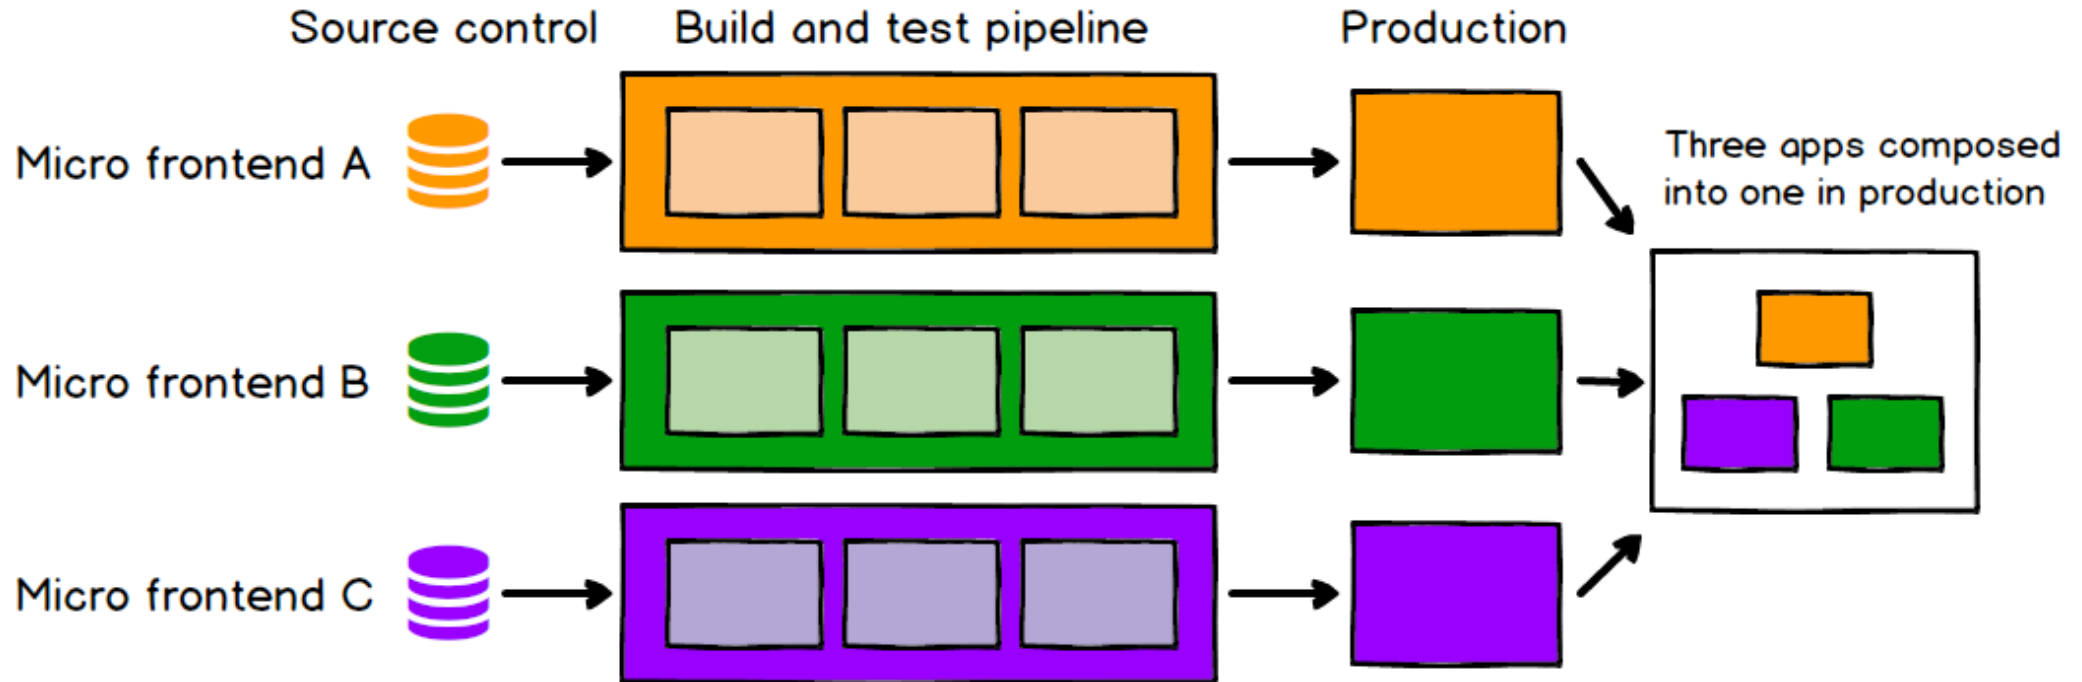 Source control
Build and test pipeline
Production
Micro frontend A
Three apps composed
into one in production
Micro frontend B
Micro frontend C